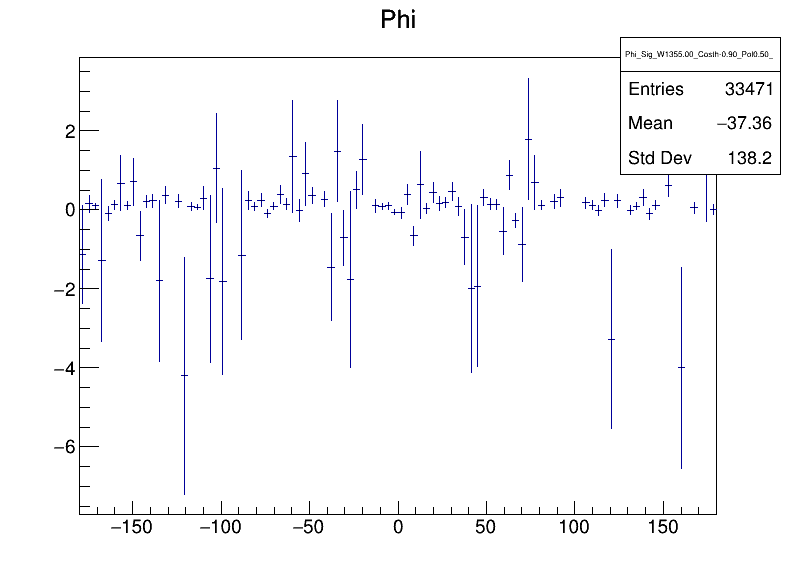 Phi
Phi_Sig_W1355.00_Costh-0.90_Pol0.50_
Entries 33471
Mean −37.36
Std Dev 138.2
2
0
−2
−4
−6
−150 −100 −50 0 50 100 150